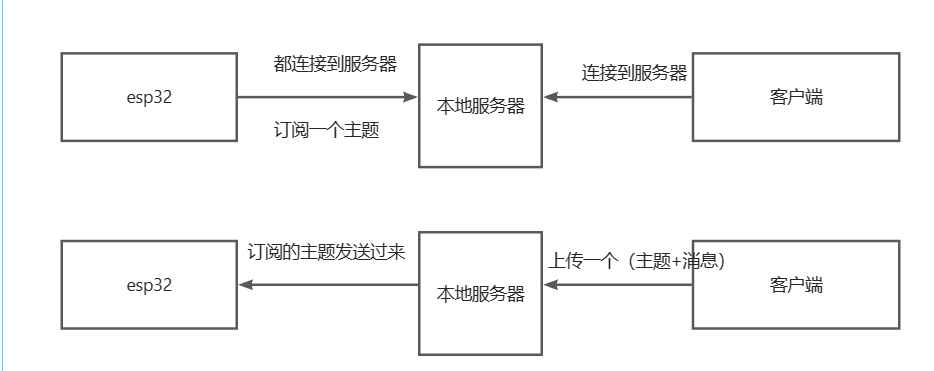 都连接到服务器
连接到服务器
esp32
本地服务器
客户端
订阅一个主题
订阅的主题发送过来
上传一个（主题+消息）
esp32
本地服务器
客户端